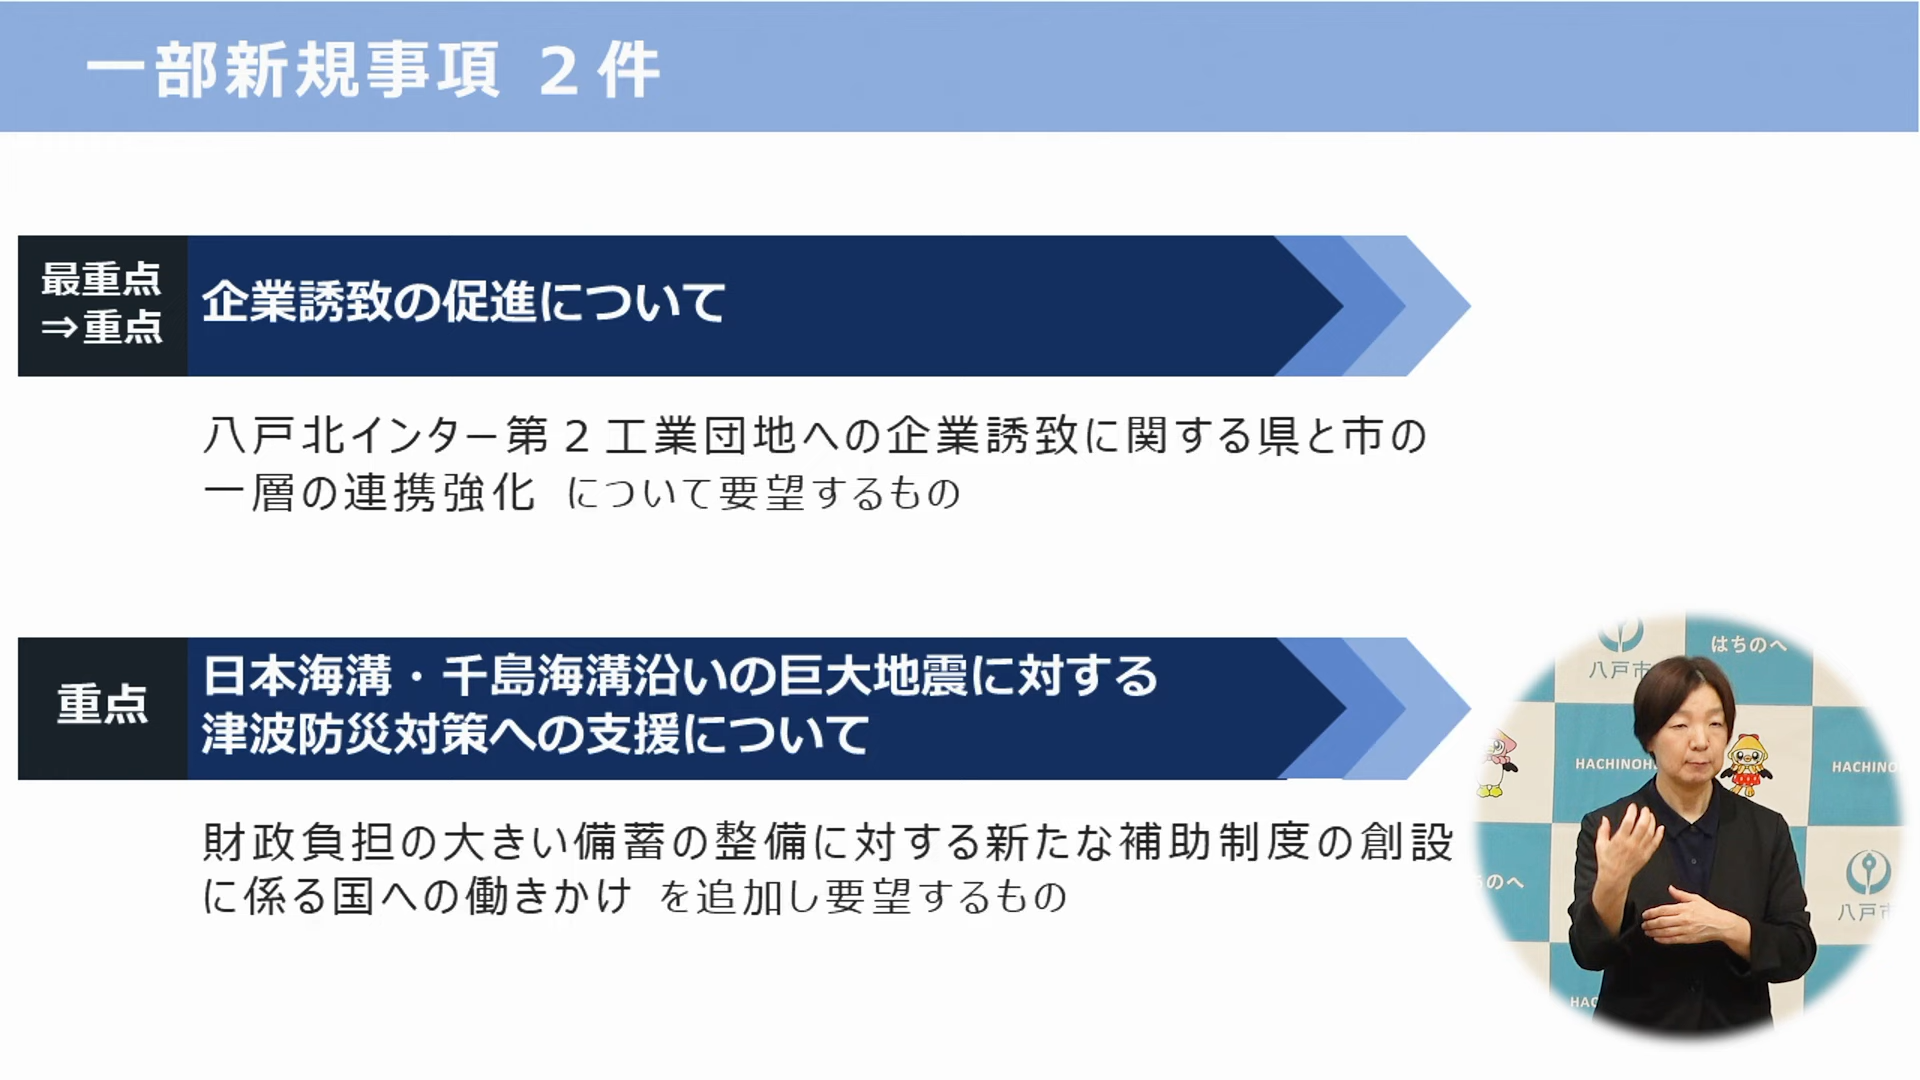 一部新規事項 ２件
最重点
⇒重点
企業誘致の促進について
八戸北インター第２工業団地への企業誘致に関する県と市の
一層の連携強化 について要望するもの
重点
日本海溝・千島海溝沿いの巨大地震に対する
津波防災対策への支援について
財政負担の大きい備蓄の整備に対する新たな補助制度の創設
に係る国への働きかけ を追加し要望するもの
はちのへ
八戸市
HACHINOH
HACHINO
ちのへ
八戸市
HAC